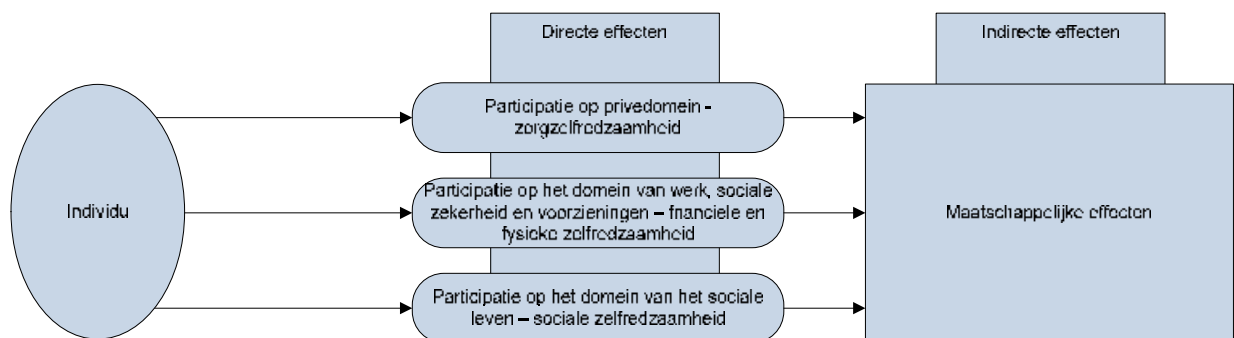 Directe effecten
Indirecte effecten
Participatie op privedomein -
zorgzelfredzaamheid
Individu
Participatie op het domein van werk, sociale
zekerheid en voorzieningen – financiele en
fysieke zelfredzaamheid
Maatschappelijke effecten
Participatie op het domein van het sociale
leven – sociale zelfredzaamheid